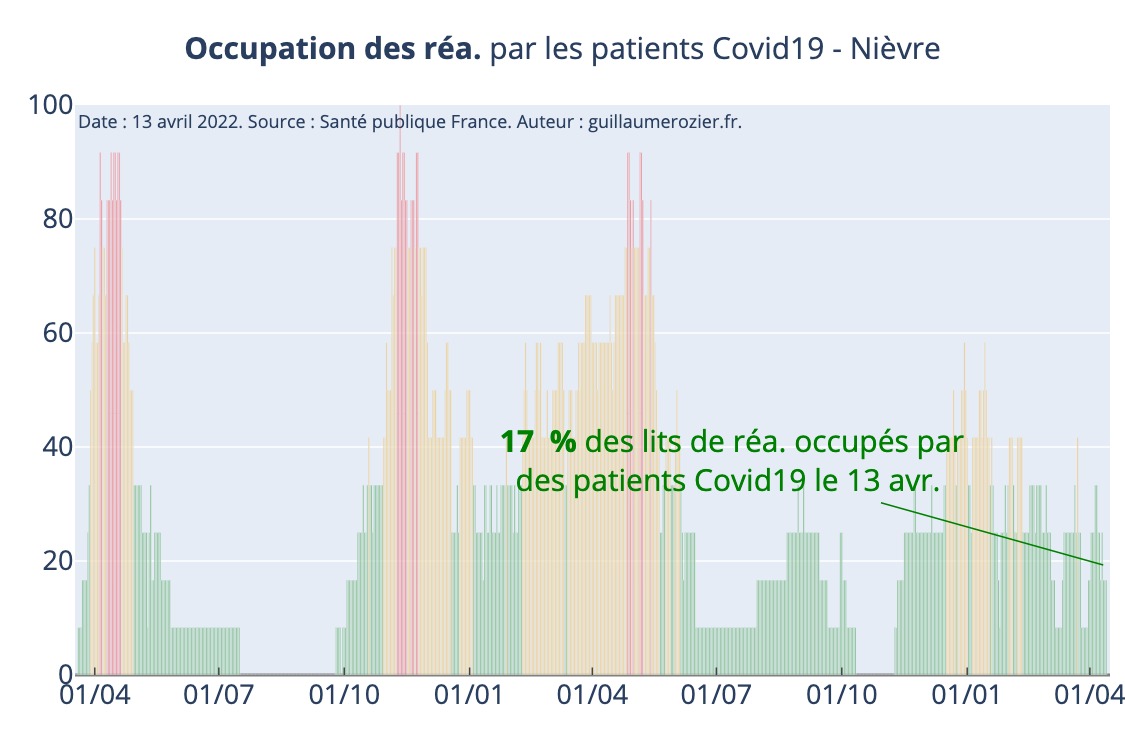 Occupation des réa. par les patients Covid19 - Nièvre
100
Date : 13 avril 2022. Source : Santé publique France. Auteur : guillaumerozier.fr.
80
60
40
17 % des lits de réa. occupés par
des patients Covid19 le 13 avr.
20
0
01/04 01/07 01/10 01/01 01/04 01/07 01/10 01/01 01/04